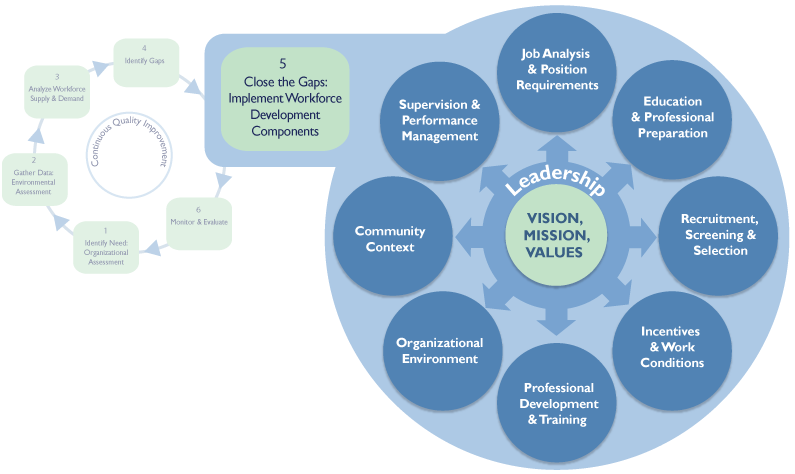 4
Identify Gaps
3
Analyze Workforce
Supply & Demand
Continuous Quality Improvement
2
Gather Data:
Environmental
Assessment
1
Identify Need:
Organizational
Assessment
6
Monitor & Evaluate
5
Close the Gaps:
Implement Workforce
Development
Components
Job Analysis
& Position
Requirements
Education
& Professional
Preparation
Recruitment,
Screening &
Selection
Incentives
& Work
Conditions
Professional
Development
& Training
Organizational
Environment
Community
Context
Supervision &
Performance
Management
Leadership
VISION,
MISSION,
VALUES